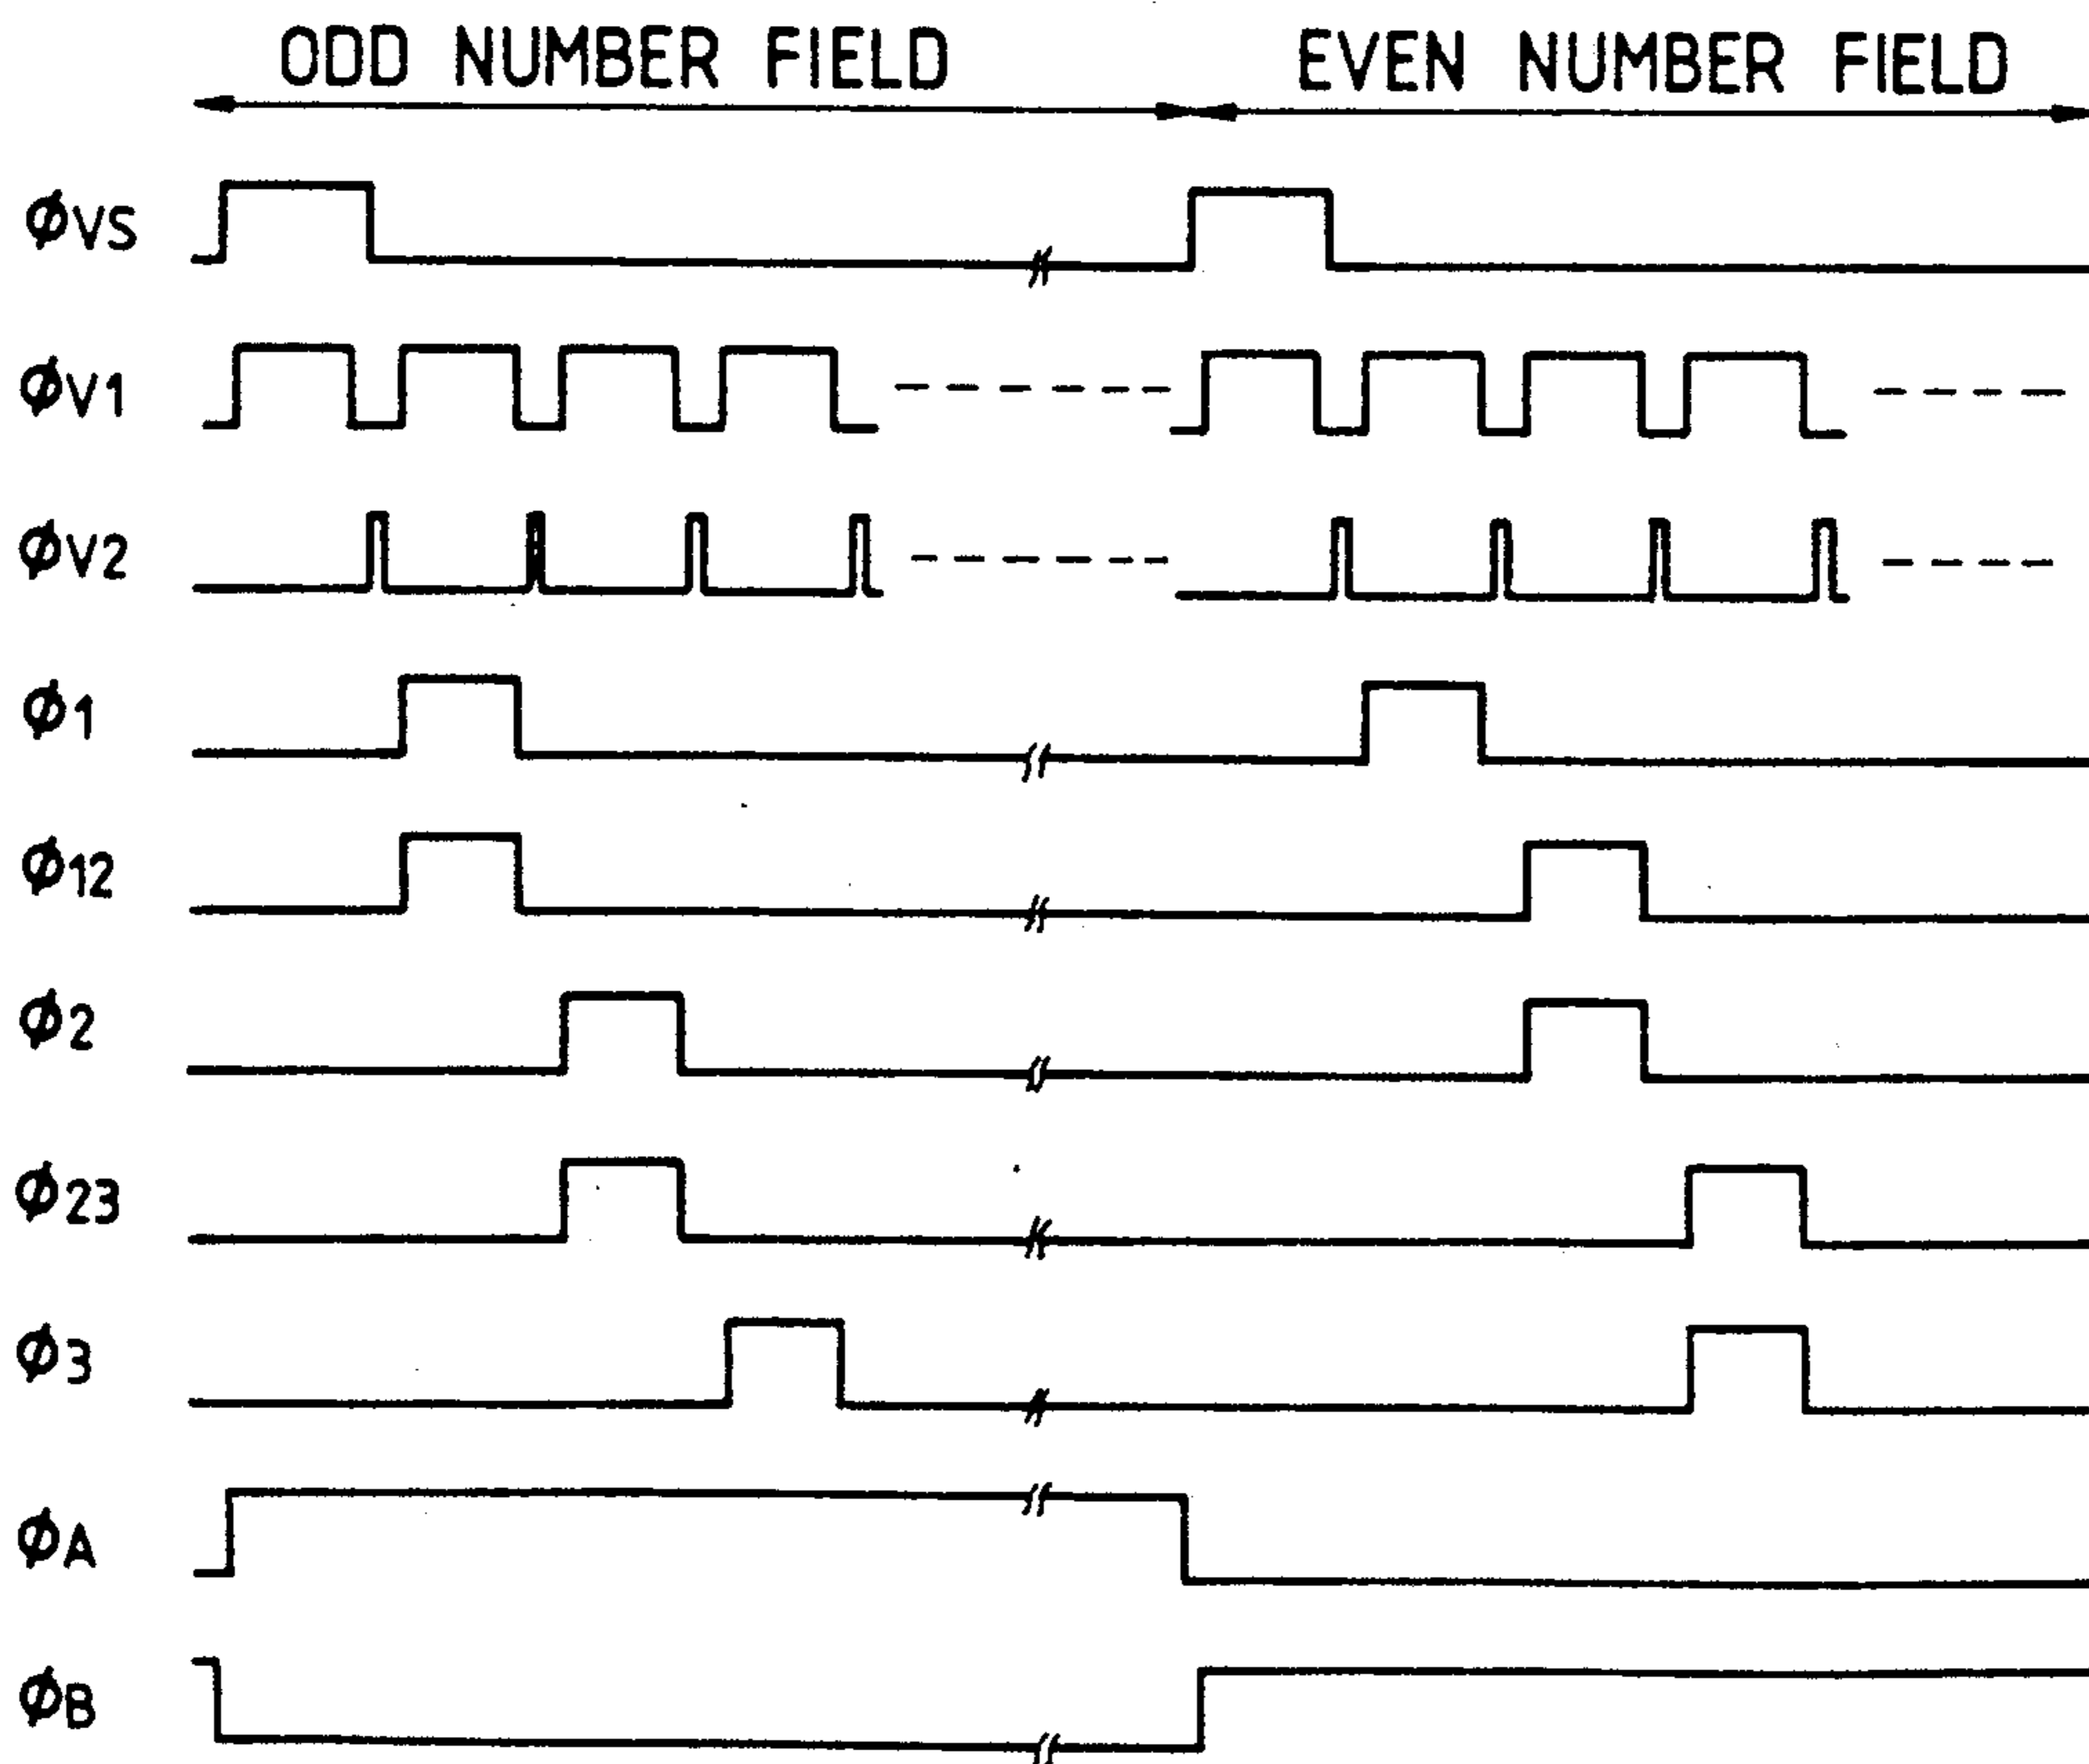 ODD NUMBER FIELD EVEN NUMBER FIELD
ΦVS
ΦV1
ΦV2
Φ1
Φ12
Φ2
Φ23
Φ3
ΦA
ΦB